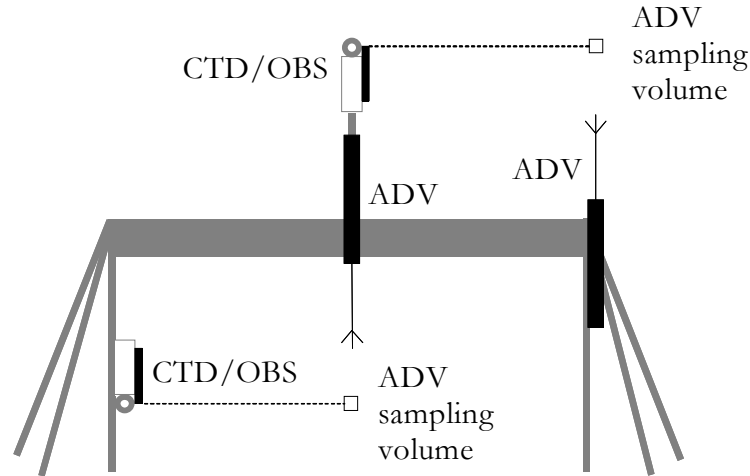 ADV
sampling
volume
CTD/OBS
ADV
ADV
CTD/OBS
ADV
sampling
volume